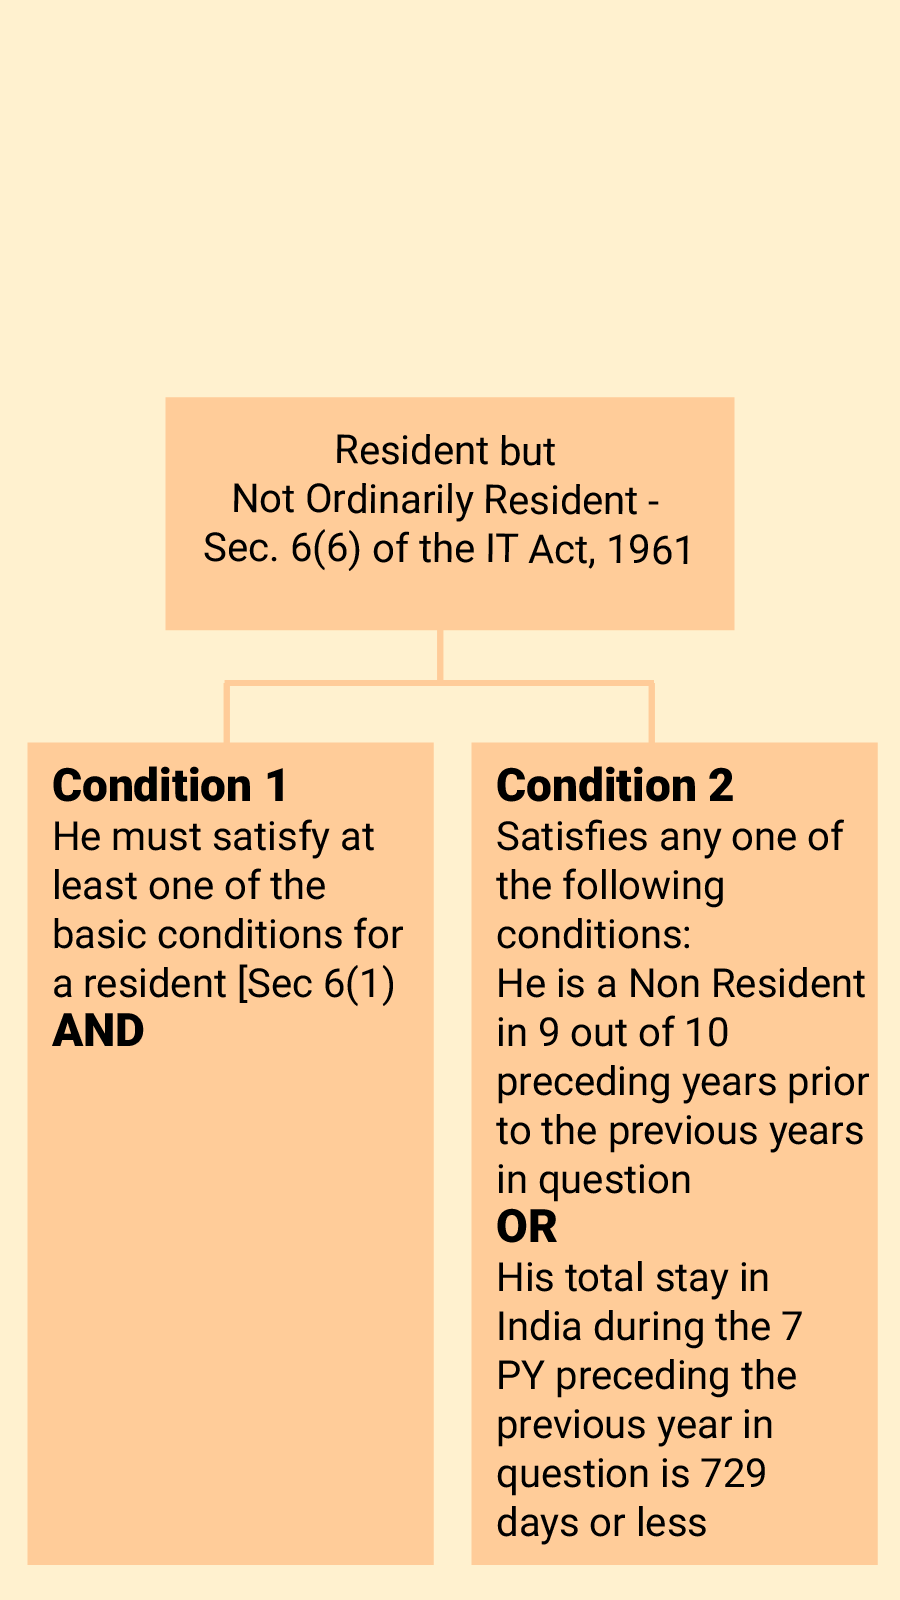 Resident but
Not Ordinarily Resident -
Sec. 6(6) of the IT Act, 1961
Condition 1
He must satisfy at
least one of the
basic conditions for
a resident [Sec 6(1)
AND
Condition 2
Satisfies any one of
the following
conditions:
He is a Non Resident
in 9 out of 10
preceding years prior
to the previous years
in question
OR
His total stay in
India during the 7
PY preceding the
previous year in
question is 729
days or less